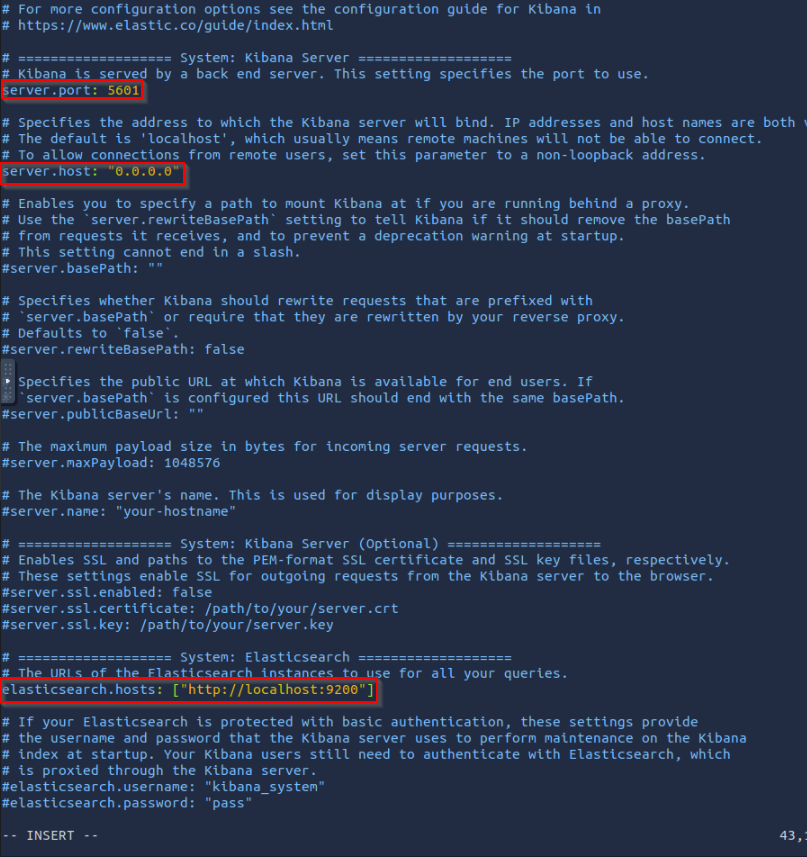 # For more configuration options see the configuration guide for Kibana in
# https://www.elastic.co/guide/index.html
# =================== System: Kibana Server ===================
# Kibana is served by a back end server. This setting specifies the port to use.
server.port: 5601
# Specifies the address to which the Kibana server will bind. IP addresses and host names are both
# The default is 'localhost', which usually means remote machines will not be able to connect.
# To allow connections from remote users, set this parameter to a non-loopback address.
server.host: "0.0.0.0"
# Enables you to specify a path to mount Kibana at if you are running behind a proxy.
# Use the `server.rewriteBasePath` setting to tell Kibana if it should remove the basePath
# from requests it receives, and to prevent a deprecation warning at startup.
# This setting cannot end in a slash.
#server.basePath: ""
# Specifies whether Kibana should rewrite requests that are prefixed with
# `server.basePath` or require that they are rewritten by your reverse proxy.
# Defaults to `false`.
#server.rewriteBasePath: false
Specifies the public URL at which Kibana is available for end users. If
`server.basePath` is configured this URL should end with the same basePath.
#server.publicBaseUrl: ""
# The maximum payload size in bytes for incoming server requests.
#server.maxPayload: 1048576
# The Kibana server's name. This is used for display purposes.
#server.name: "your-hostname"
# =================== System: Kibana Server (Optional) ===================
# Enables SSL and paths to the PEM-format SSL certificate and SSL key files, respectively.
# These settings enable SSL for outgoing requests from the Kibana server to the browser.
#server.ssl.enabled: false
#server.ssl.certificate: /path/to/your/server.crt
#server.ssl.key: /path/to/your/server.key
# =================== System: Elasticsearch ===================
# The URLs of the Elasticsearch instances to use for all your queries.
elasticsearch.hosts: ["http://localhost:9200"]
# If your Elasticsearch is protected with basic authentication, these settings provide
# the username and password that the Kibana server uses to perform maintenance on the Kibana
# index at startup. Your Kibana users still need to authenticate with Elasticsearch, which
# is proxied through the Kibana server.
#elasticsearch.username: "kibana_system"
#elasticsearch.password: "pass"
-- INSERT -- 43,